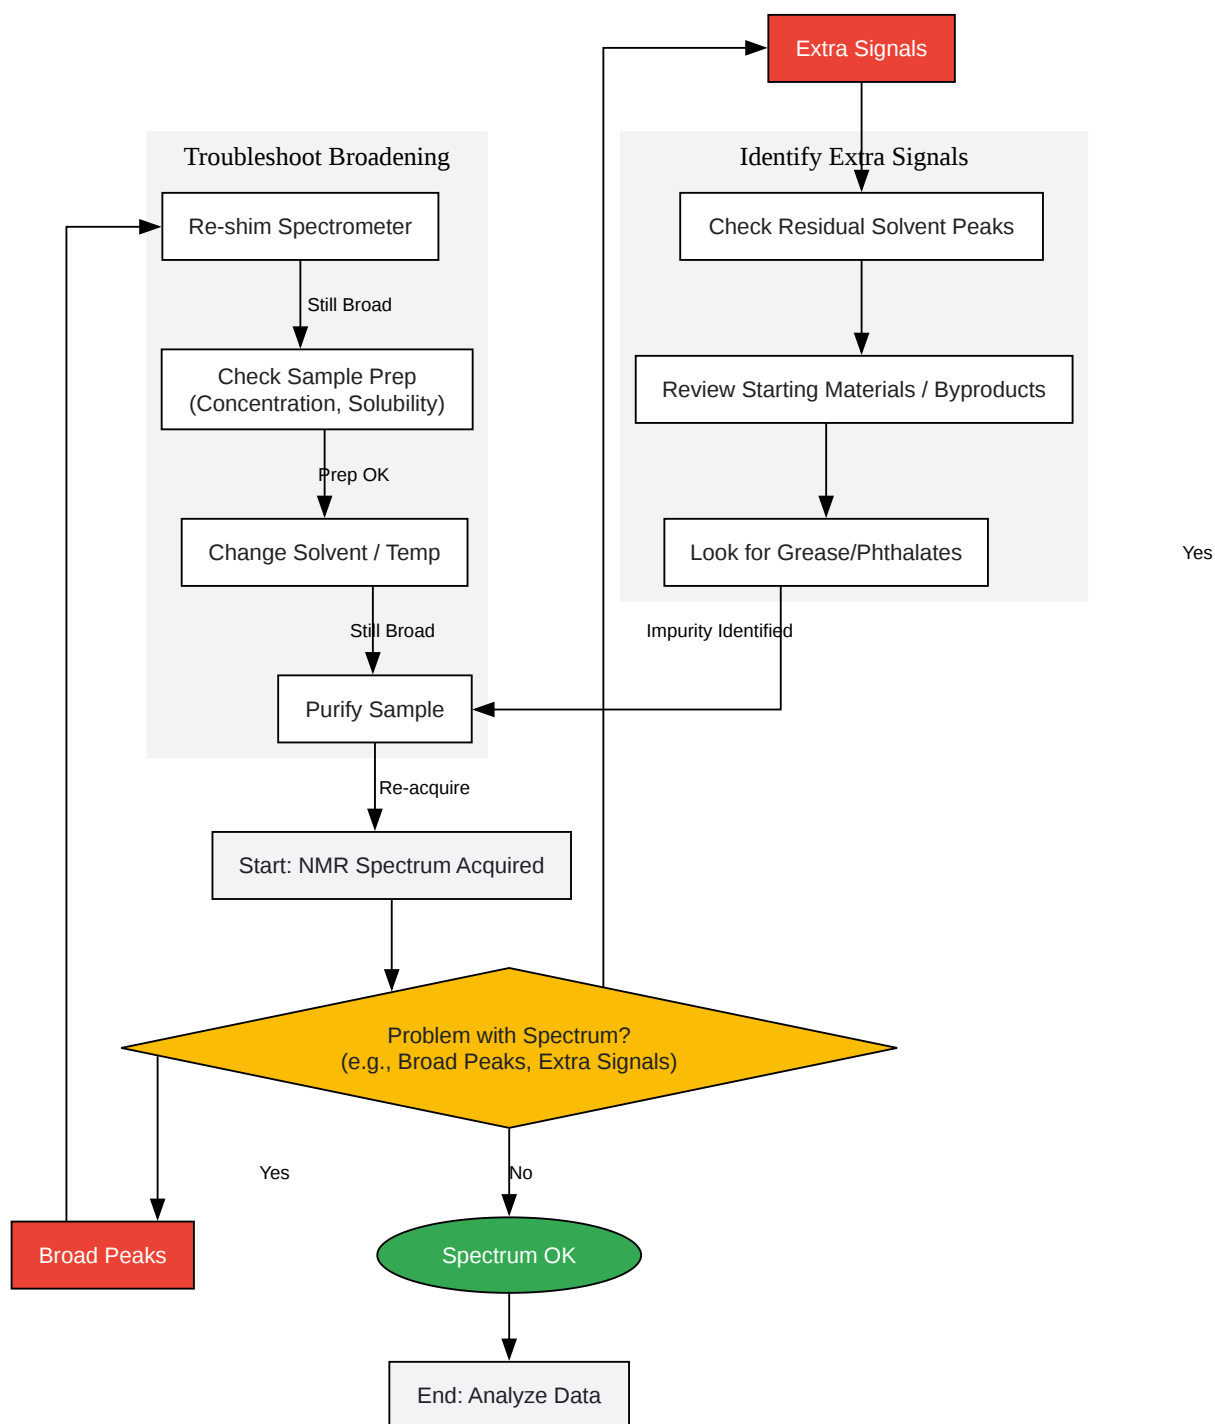 Extra Signals
Troubleshoot Broadening
Identify Extra Signals
Re-shim Spectrometer
Check Residual Solvent Peaks
Still Broad
Check Sample Prep
(Concentration, Solubility)
Review Starting Materials / Byproducts
Prep OK
Change Solvent / Temp
Look for Grease/Phthalates
Yes
Still Broad
Impurity Identified
Purify Sample
Re-acquire
Start: NMR Spectrum Acquired
Problem with Spectrum?
(e.g., Broad Peaks, Extra Signals)
Yes
No
Broad Peaks
Spectrum OK
End: Analyze Data